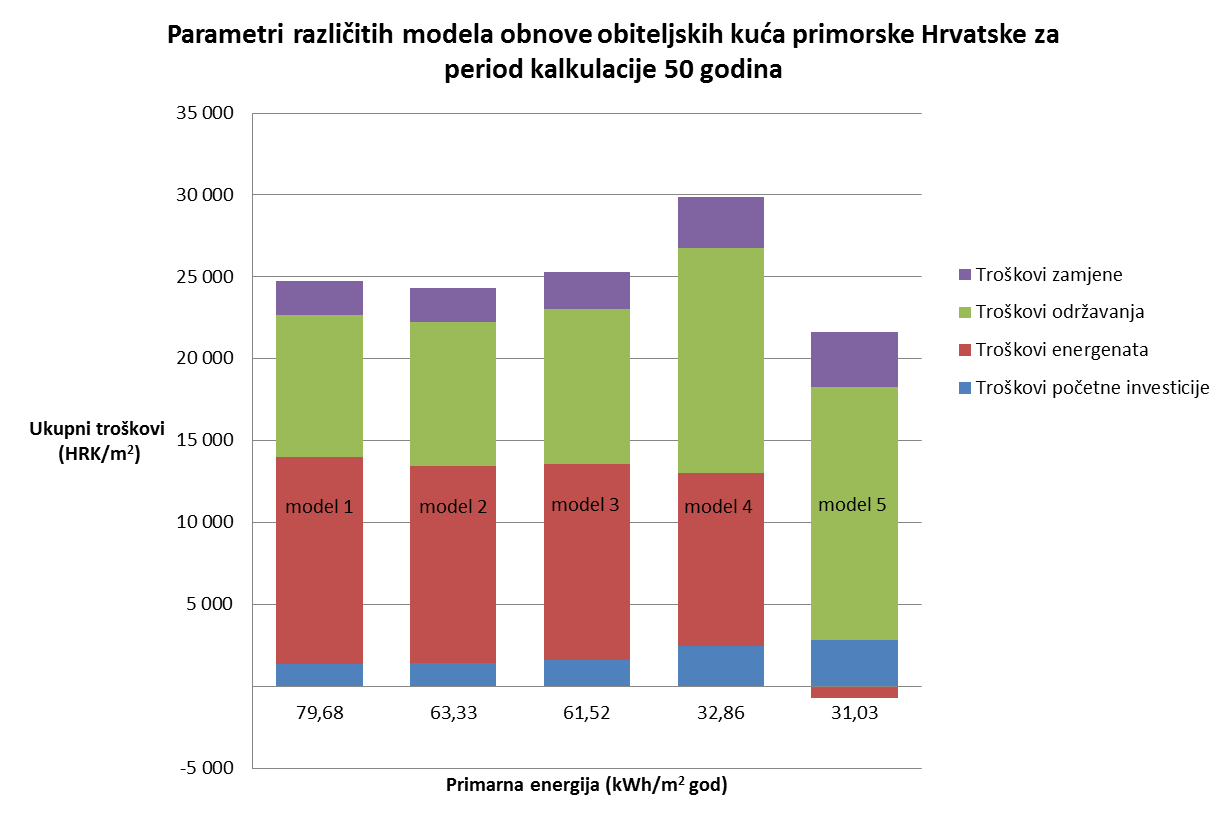 Parametri različitih modela obnove obiteljskih kuća primorske Hrvatske za
period kalkulacije 50 godina
35 000
30 000
25 000
20 000
15 000
10 000
5 000
-5 000
Ukupni troškovi
(HRK/m²)
model 1
model 2
model 3
model 4
model 5
79,68
63,33
61,52
32,86
31,03
Primarna energija (kWh/m² god)
Troškovi zamjene
Troškovi održavanja
Troškovi energenata
Troškovi početne investicije